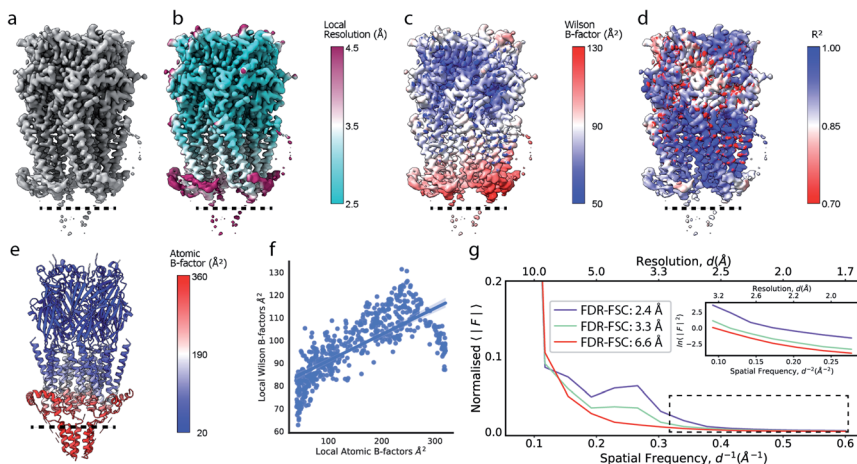 a
b
Local
Resolution (Å)
4.5
3.5
2.5
c
Wilson
B-factor (Å²)
130
90
50
d
R²
1.00
0.85
0.70
e
Atomic
B-factor (Å²)
360
190
20
f
Local Wilson B-factors Å²
130
120
110
100
90
80
70
60
100
200
300
Local Atomic B-factors Å²
g
Resolution, d(Å)
10.0 5.0 3.3 2.5 2.0 1.7
Normalised ⟨|F|⟩
0.2
0.1
0.0
FDR-FSC: 2.4 Å
FDR-FSC: 3.3 Å
FDR-FSC: 6.6 Å
Resolution, d(Å)
3.2 2.6 2.2 2.0
ln⟨|F|²⟩
2.5
0.0
−2.5
0.10 0.15 0.20 0.25
Spatial Frequency, d⁻²(Å⁻²)
0.1 0.2 0.3 0.4 0.5 0.6
Spatial Frequency, d⁻¹(Å⁻¹)